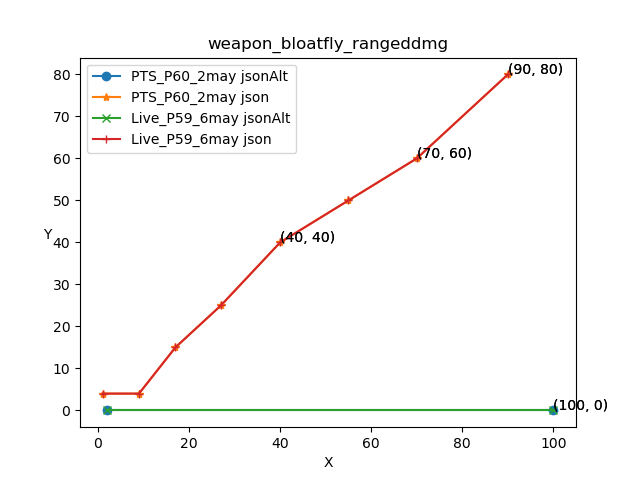 weapon_bloatfly_rangeddmg
PTS_P60_2may jsonAlt
PTS_P60_2may json
Live_P59_6may jsonAlt
Live_P59_6may json
(90, 80)
(70, 60)
(40, 40)
(100, 0)
80
70
60
50
40
30
20
10
0
Y
0 20 40 60 80 100
X